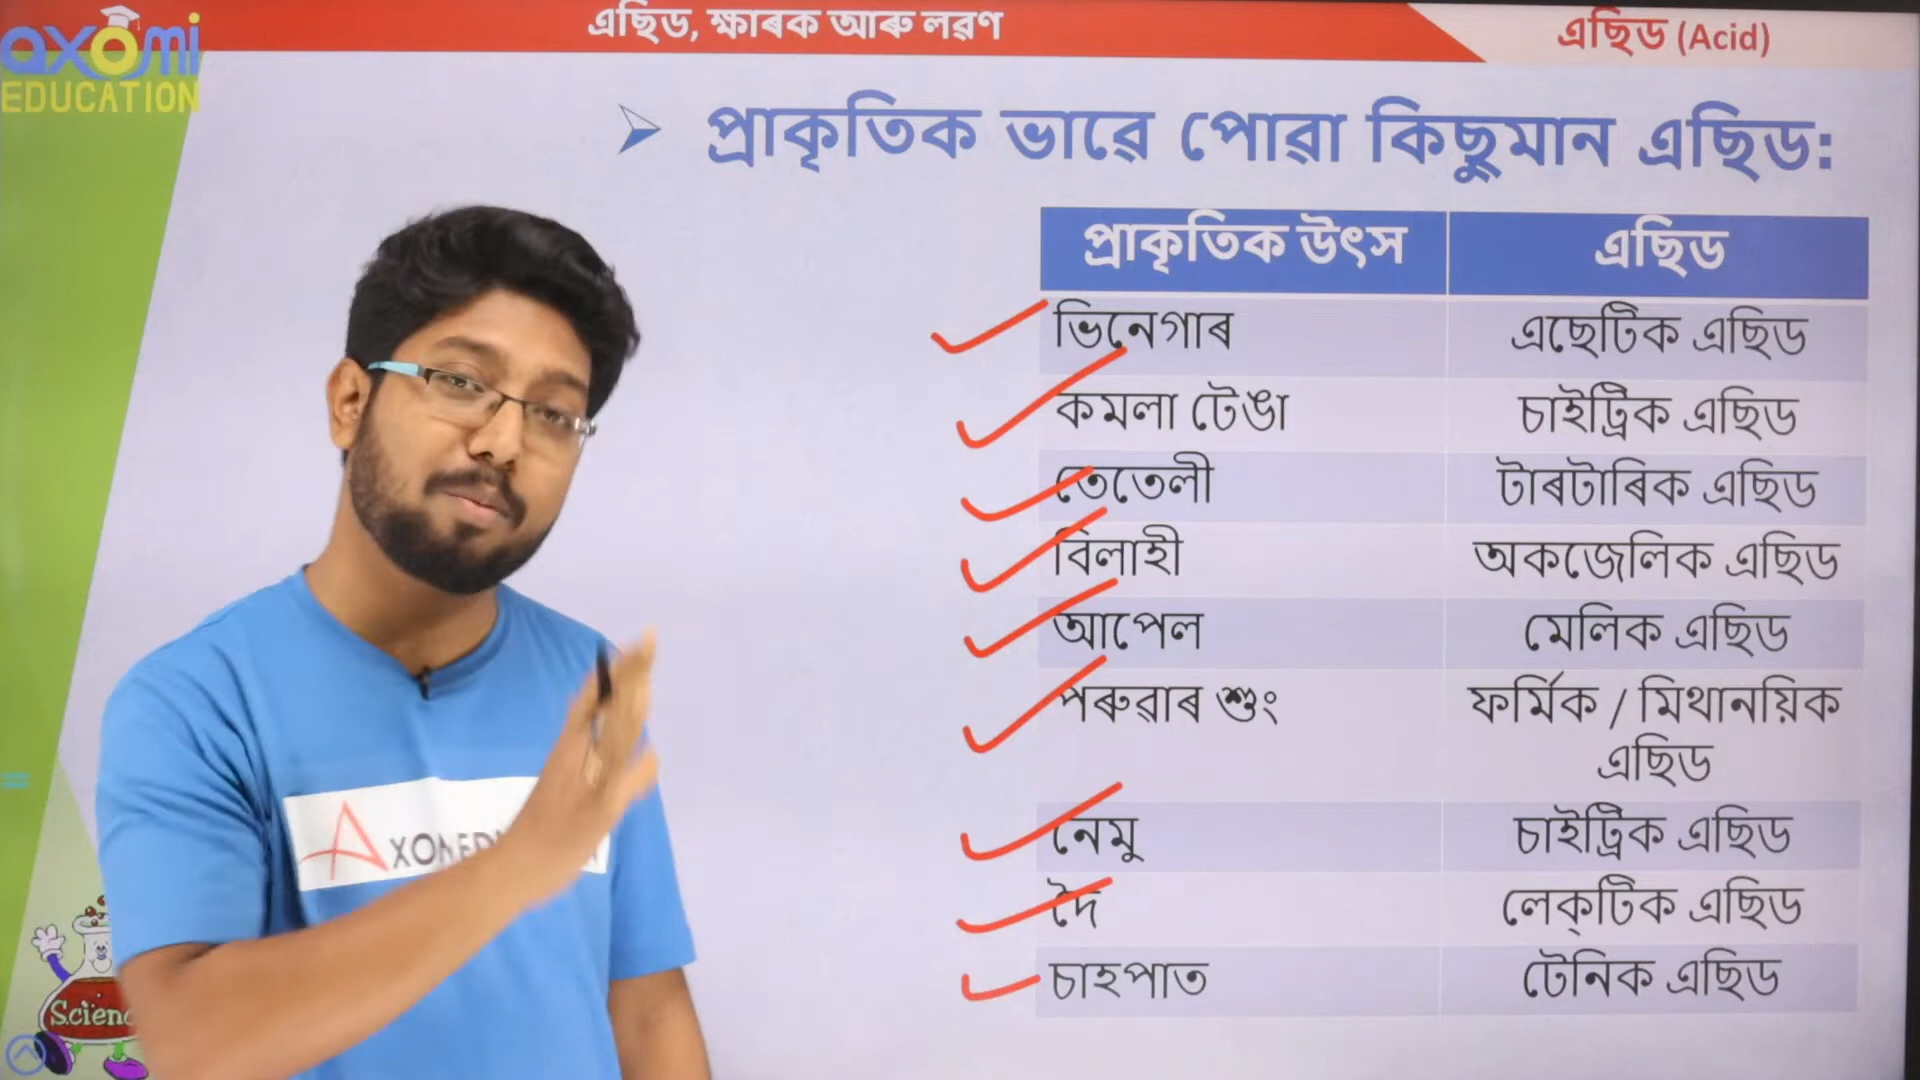 axomi
EDUCATION
এছিড, ক্ষাৰক আৰু লৱণ
এছিড (Acid)
➢ প্ৰাকৃতিক ভাৱে পোৱা কিছুমান এছিড:
প্ৰাকৃতিক উৎস এছিড
ভিনেগাৰ এছেটিক এছিড
কমলা টেঙা চাইট্ৰিক এছিড
তেতেলী টাৰটাৰিক এছিড
বিলাহী অকজেলিক এছিড
আপেল মেলিক এছিড
পৰুৱাৰ শুং ফৰ্মিক / মিথানয়িক
এছিড
নেমু চাইট্ৰিক এছিড
দৈ লেক্‌টিক এছিড
চাহপাত টেনিক এছিড